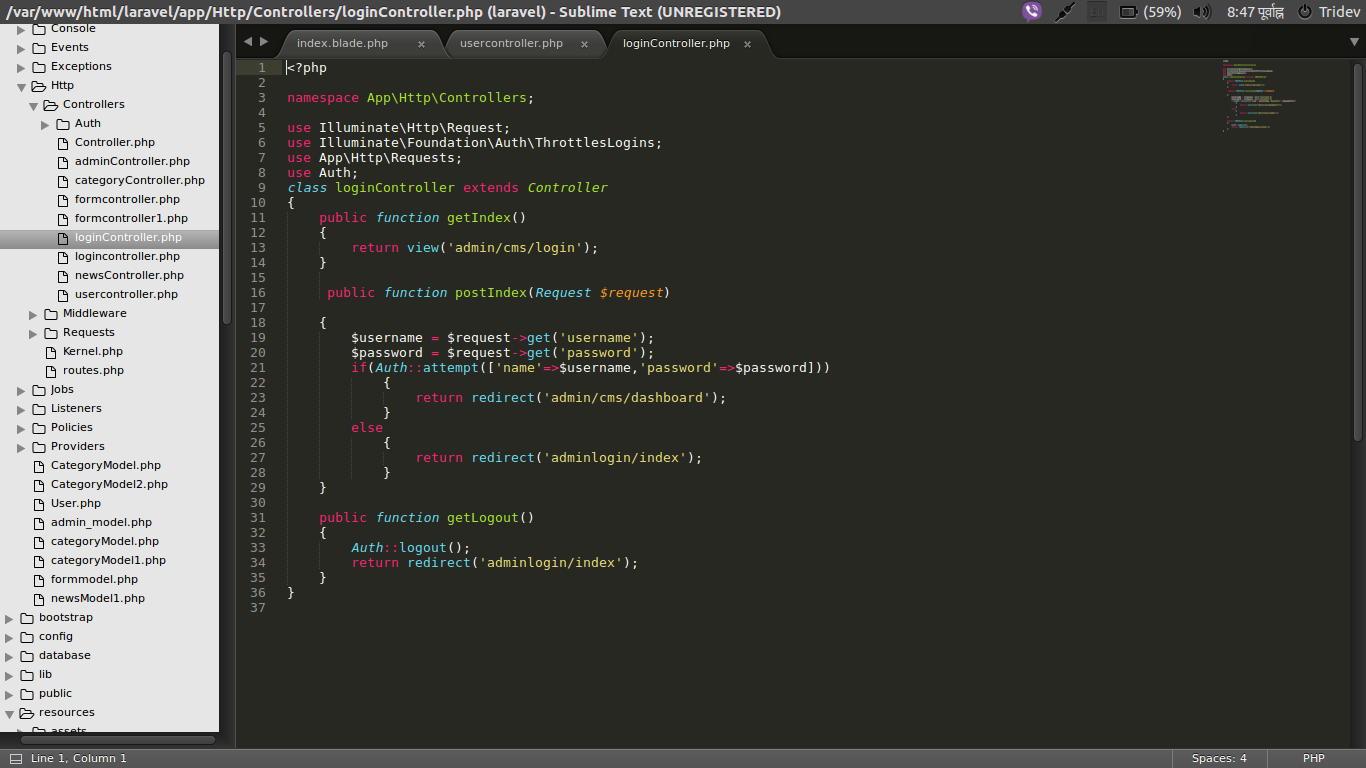 /var/www/html/laravel/app/Http/Controllers/loginController.php (laravel) - Sublime Text (UNREGISTERED)
(59%) 8:47 पूर्वाह्न Tridev
Console
Events
Exceptions
Http
Controllers
Auth
Controller.php
adminController.php
categoryController.php
formcontroller.php
formcontroller1.php
loginController.php
logincontroller.php
newsController.php
usercontroller.php
Middleware
Requests
Kernel.php
routes.php
Jobs
Listeners
Policies
Providers
CategoryModel.php
CategoryModel2.php
User.php
admin_model.php
categoryModel.php
categoryModel1.php
formmodel.php
newsModel1.php
bootstrap
config
database
lib
public
resources
assets
index.blade.php × usercontroller.php × loginController.php ×
1 <?php
2
3 namespace App\Http\Controllers;
4
5 use Illuminate\Http\Request;
6 use Illuminate\Foundation\Auth\ThrottlesLogins;
7 use App\Http\Requests;
8 use Auth;
9 class loginController extends Controller
10 {
11     public function getIndex()
12     {
13         return view('admin/cms/login');
14     }
15
16      public function postIndex(Request $request)
17
18     {
19         $username = $request->get('username');
20         $password = $request->get('password');
21         if(Auth::attempt(['name'=>$username,'password'=>$password]))
22             {
23                 return redirect('admin/cms/dashboard');
24             }
25         else
26             {
27                 return redirect('adminlogin/index');
28             }
29     }
30
31     public function getLogout()
32     {
33         Auth::logout();
34         return redirect('adminlogin/index');
35     }
36 }
37
Line 1, Column 1 Spaces: 4 PHP